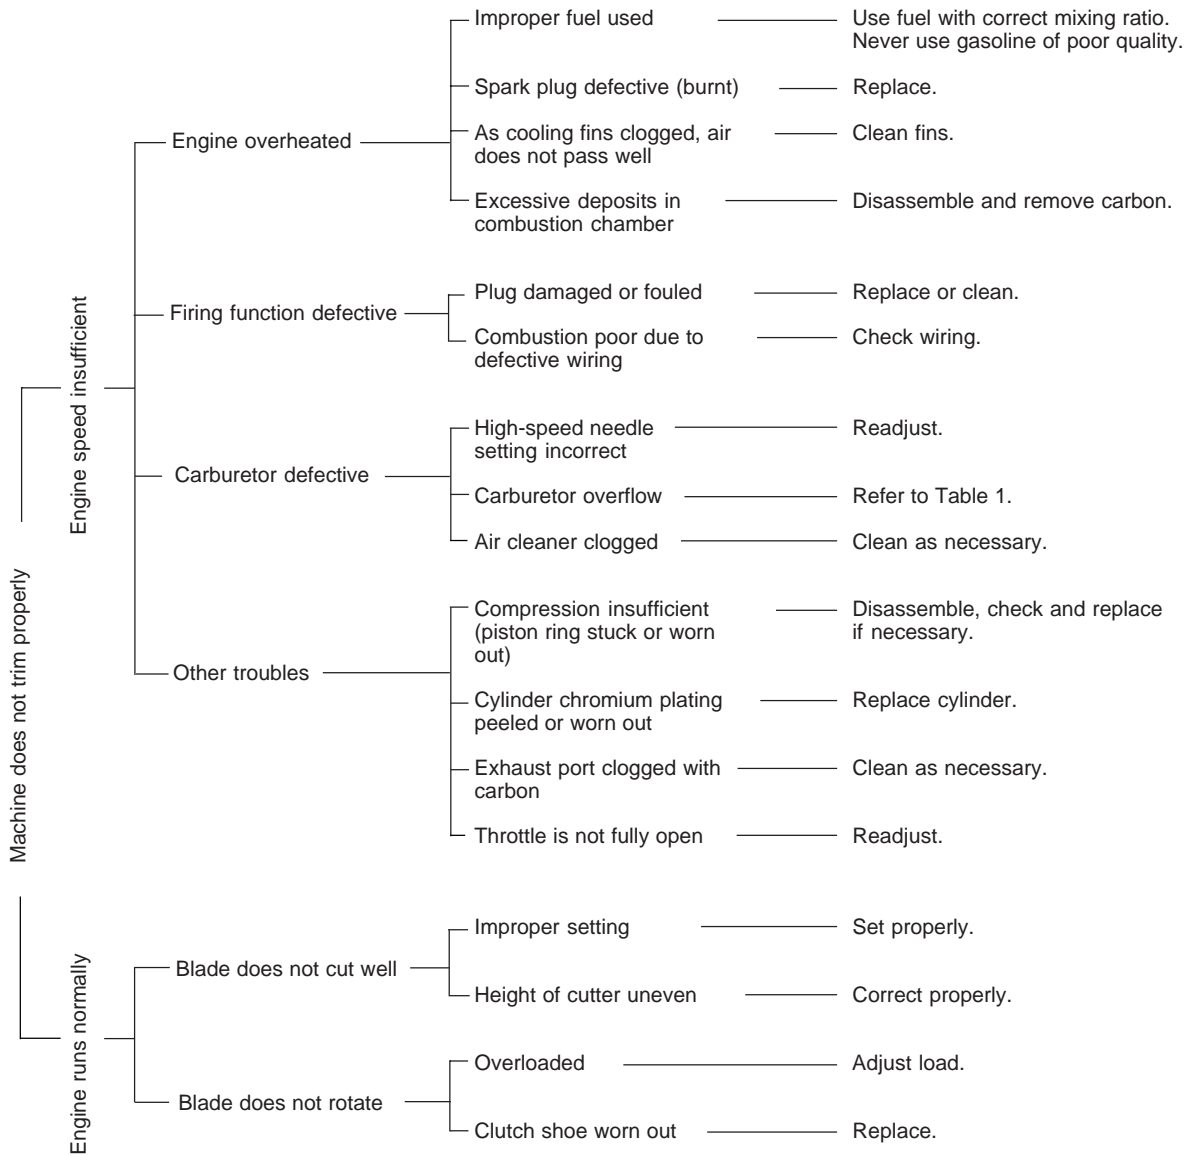 Machine does not trim properly
Engine speed insufficient
Engine overheated
Improper fuel used
Use fuel with correct mixing ratio.
Never use gasoline of poor quality.
Spark plug defective (burnt)
Replace.
As cooling fins clogged, air
does not pass well
Clean fins.
Excessive deposits in
combustion chamber
Disassemble and remove carbon.
Firing function defective
Plug damaged or fouled
Replace or clean.
Combustion poor due to
defective wiring
Check wiring.
Carburetor defective
High-speed needle
setting incorrect
Readjust.
Carburetor overflow
Refer to Table 1.
Air cleaner clogged
Clean as necessary.
Other troubles
Compression insufficient
(piston ring stuck or worn
out)
Disassemble, check and replace
if necessary.
Cylinder chromium plating
peeled or worn out
Replace cylinder.
Exhaust port clogged with
carbon
Clean as necessary.
Throttle is not fully open
Readjust.
Engine runs normally
Blade does not cut well
Improper setting
Set properly.
Height of cutter uneven
Correct properly.
Blade does not rotate
Overloaded
Adjust load.
Clutch shoe worn out
Replace.